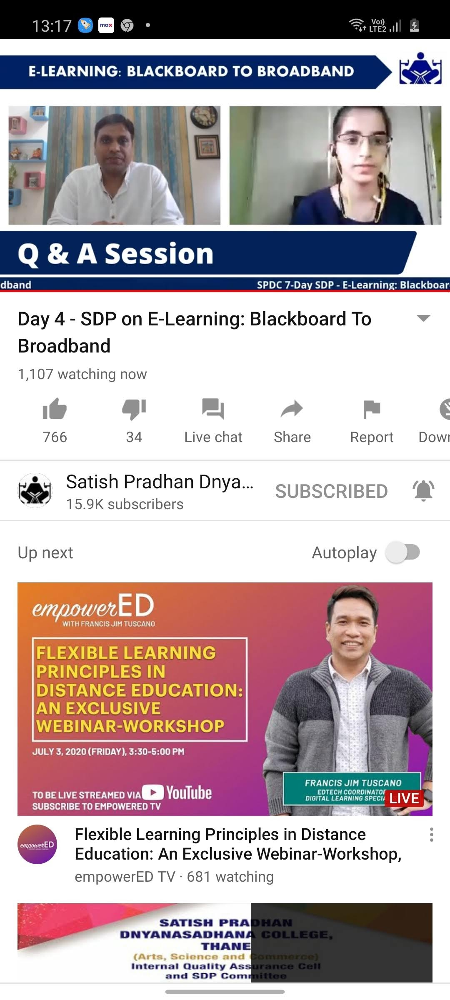 13:17
max
Vo))
LTE2
E-LEARNING: BLACKBOARD TO BROADBAND
Q & A Session
dband
SPDC 7-Day SDP - E-Learning: Blackboar
Day 4 - SDP on E-Learning: Blackboard To
Broadband
1,107 watching now
766
34
Live chat
Share
Report
Down
Satish Pradhan Dnya...
15.9K subscribers
SUBSCRIBED
Up next
Autoplay
empowerED
WITH FRANCIS JIM TUSCANO
FLEXIBLE LEARNING
PRINCIPLES IN
DISTANCE EDUCATION:
AN EXCLUSIVE
WEBINAR-WORKSHOP
JULY 3, 2020 (FRIDAY), 3:30-5:00 PM
TO BE LIVE STREAMED VIA YouTube
SUBSCRIBE TO EMPOWERED TV
FRANCIS JIM TUSCANO
EDTECH COORDINATOR
DIGITAL LEARNING SPECIA
LIVE
empowerED
Flexible Learning Principles in Distance
Education: An Exclusive Webinar-Workshop,
empowerED TV · 681 watching
SATISH PRADHAN
DNYANASADHANA COLLEGE,
THANE
(Arts, Science and Commerce)
Internal Quality Assurance Cell
and SDP Committee